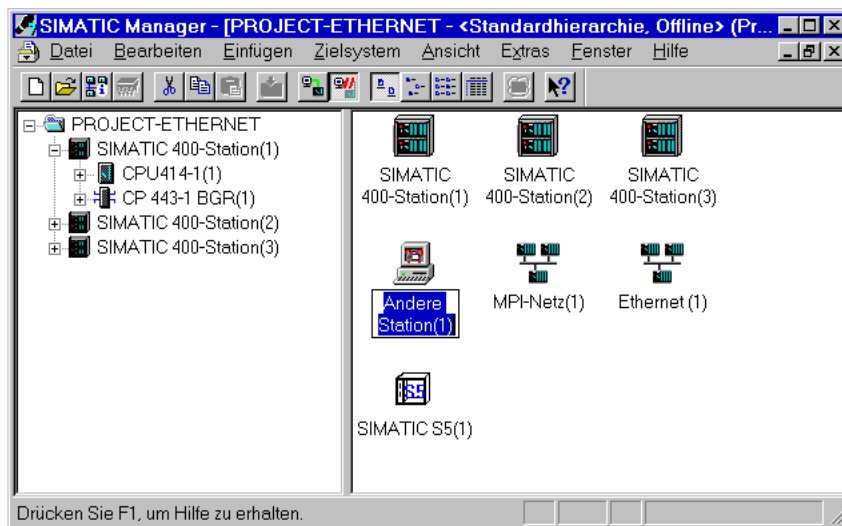 SIMATIC Manager - [PROJECT-ETHERNET - <Standardhierarchie, Offline> (Pr...
Datei Bearbeiten Einfügen Zielsystem Ansicht Extras Fenster Hilfe
PROJECT-ETHERNET
SIMATIC 400-Station(1)
CPU414-1(1)
CP 443-1 BGR(1)
SIMATIC 400-Station(2)
SIMATIC 400-Station(3)
SIMATIC
400-Station(1)
SIMATIC
400-Station(2)
SIMATIC
400-Station(3)
Andere
Station(1)
MPI-Netz(1)
Ethernet (1)
S5
SIMATIC S5(1)
Drücken Sie F1, um Hilfe zu erhalten.